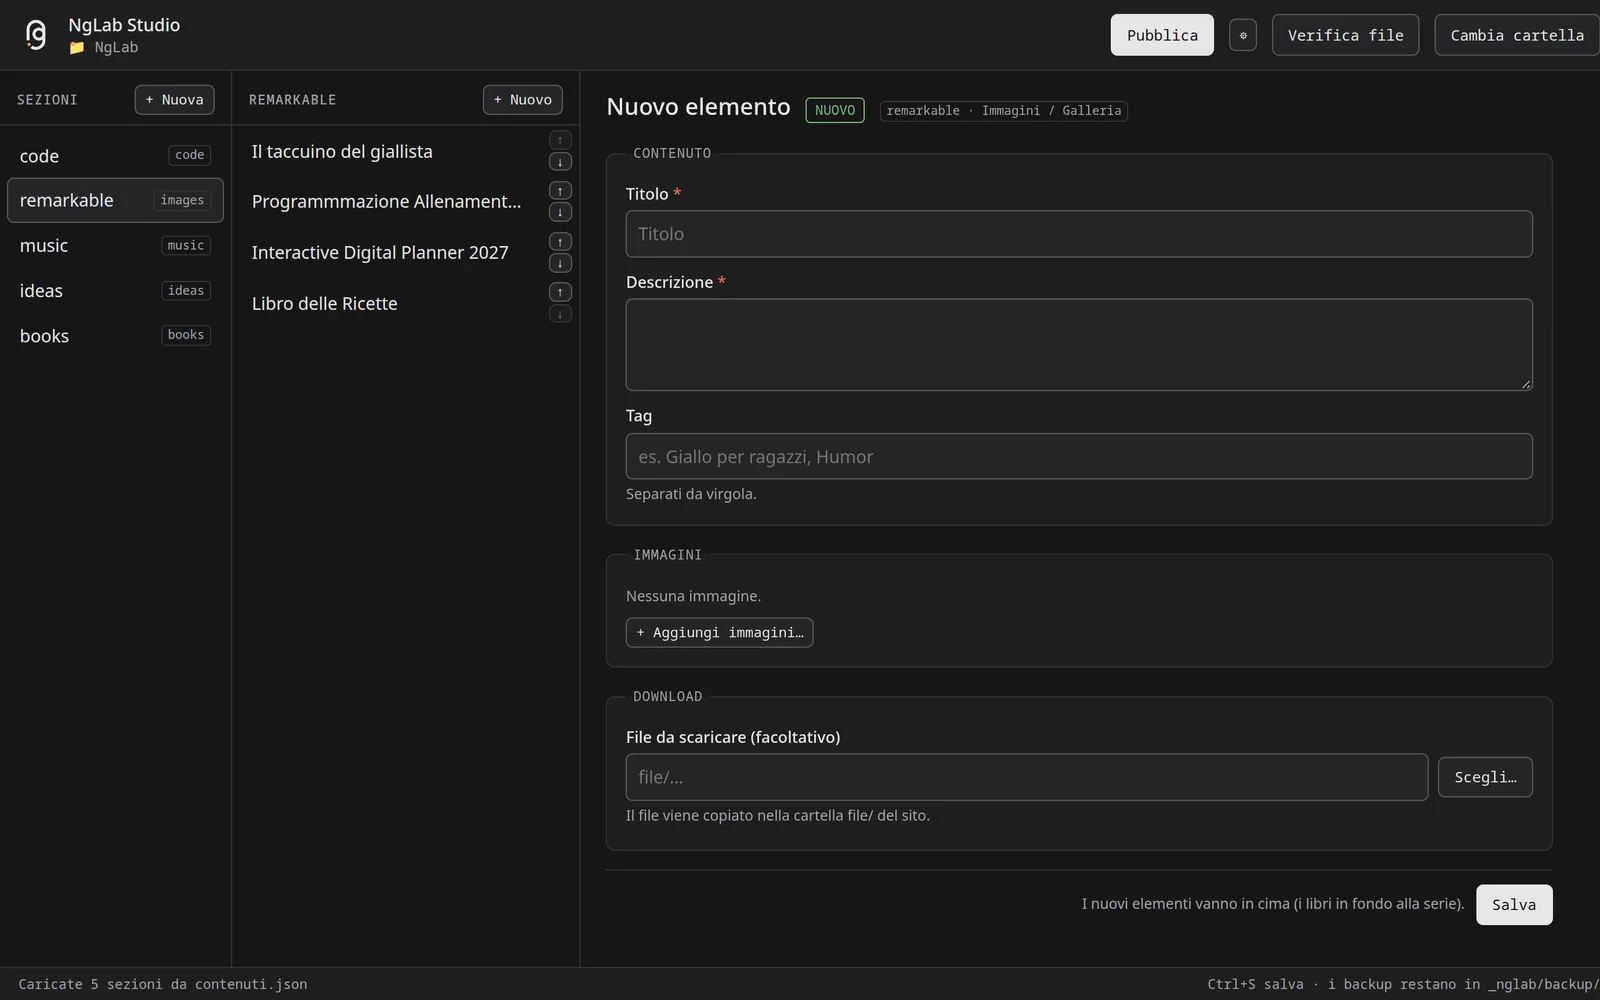 NgLab Studio
📁 NgLab
Pubblica
⚙
Verifica file
Cambia cartella
SEZIONI
+ Nuova
code code
remarkable images
music music
ideas ideas
books books
REMARKABLE
+ Nuovo
Il taccuino del giallista
↑
↓
Programmmazione Allenament...
↑
↓
Interactive Digital Planner 2027
↑
↓
Libro delle Ricette
↑
↓
Nuovo elemento NUOVO remarkable · Immagini / Galleria
CONTENUTO
Titolo *
Titolo
Descrizione *
Tag
es. Giallo per ragazzi, Humor
Separati da virgola.
IMMAGINI
Nessuna immagine.
+ Aggiungi immagini…
DOWNLOAD
File da scaricare (facoltativo)
file/...
Scegli…
Il file viene copiato nella cartella file/ del sito.
I nuovi elementi vanno in cima (i libri in fondo alla serie).
Salva
Caricate 5 sezioni da contenuti.json
Ctrl+S salva · i backup restano in _nglab/backup/